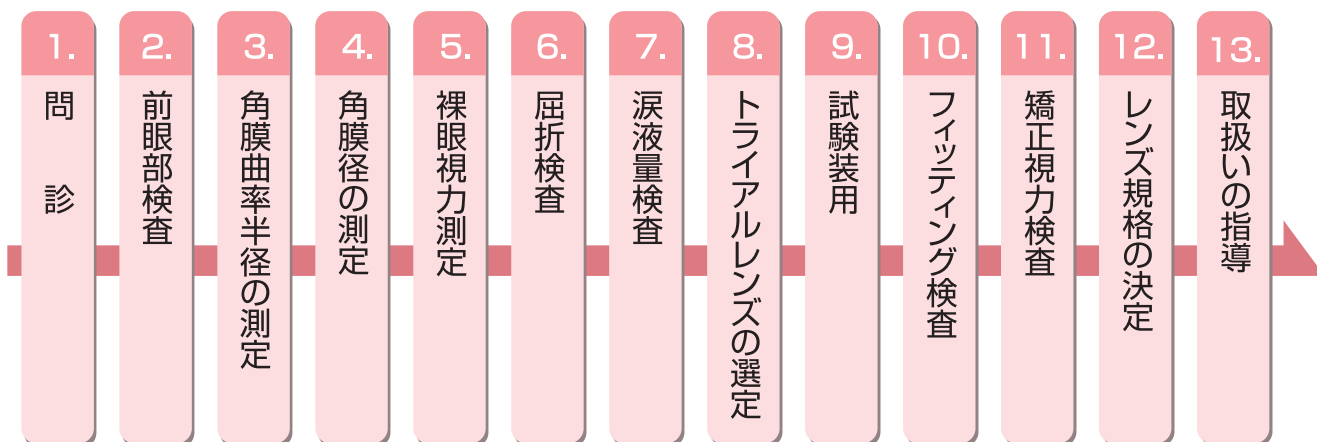 1.
問診
2.
前眼部検査
3.
角膜曲率半径の測定
4.
角膜径の測定
5.
裸眼視力測定
6.
屈折検査
7.
涙液量検査
8.
トライアルレンズの選定
9.
試験装用
10.
フィッティング検査
11.
矯正視力検査
12.
レンズ規格の決定
13.
取扱いの指導